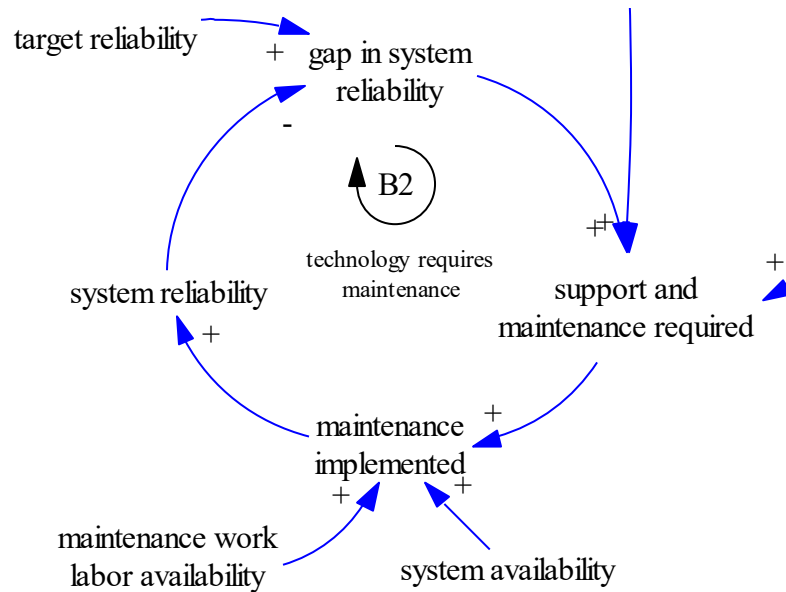 target reliability
+
gap in system
reliability
-
B2
technology requires
maintenance
++
+
system reliability
support and
maintenance required
+
+
maintenance
implemented
+
+
maintenance work
labor availability
system availability